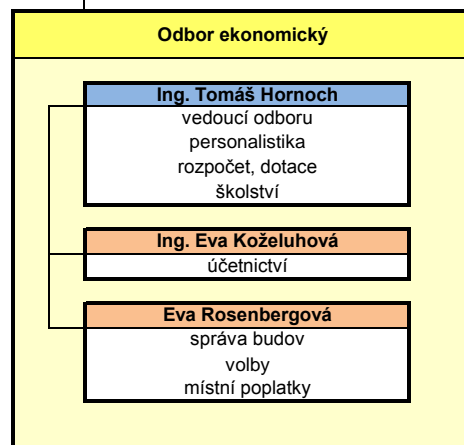 Odbor ekonomický
Ing. Tomáš Hornoch
vedoucí odboru
personalistika
rozpočet, dotace
školství
Ing. Eva Koželuhová
účetnictví
Eva Rosenbergová
správa budov
volby
místní poplatky